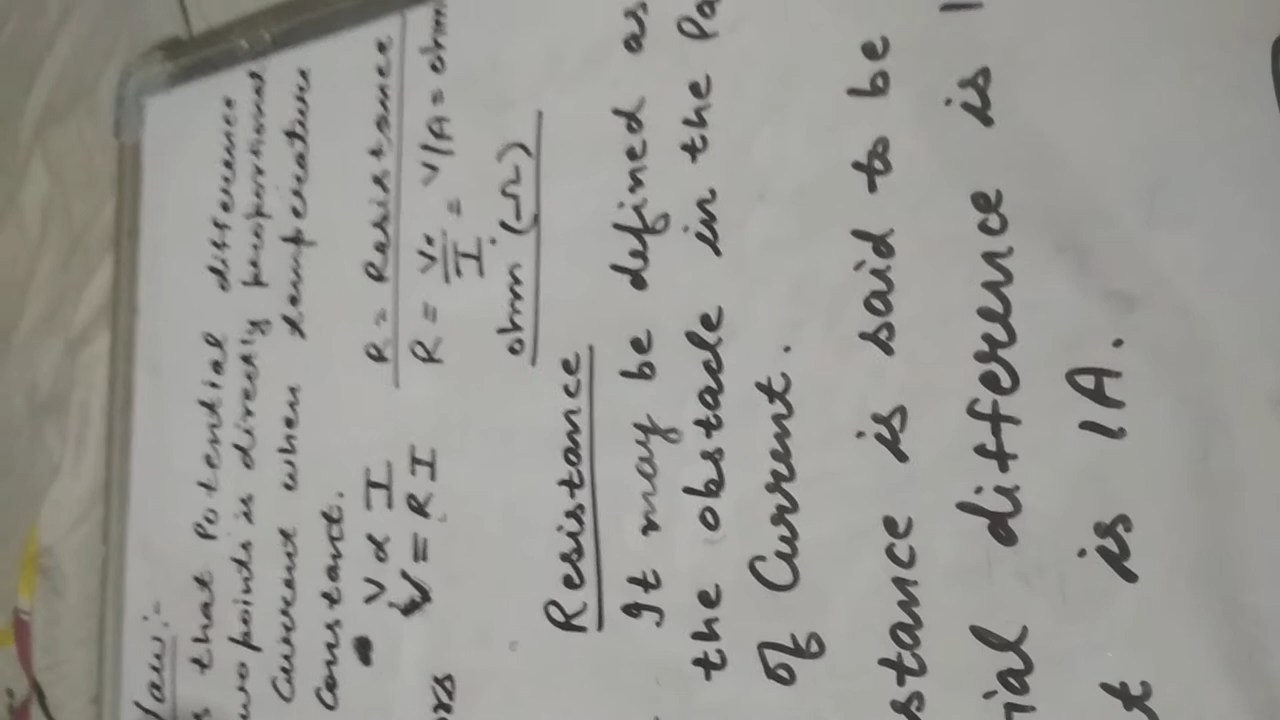 law:-
that Potential difference
two points is directly proportional
Current when temperature
Constant.
V α I R = Resistance
V = RI R = V/I = V/A = ohm
ohm (Ω)
Resistance
It may be defined as
the obstacle in the Pa
of Current.
stance is said to be
ial difference is 1
t is 1A.